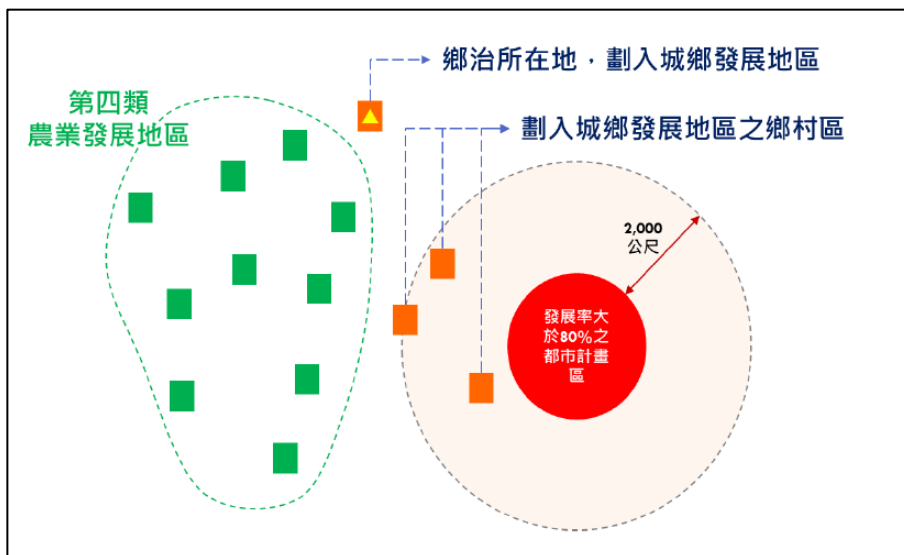 鄉治所在地，劃入城鄉發展地區
第四類
農業發展地區
劃入城鄉發展地區之鄉村區
2,000
公尺
發展率大
於80%之
都市計畫
區